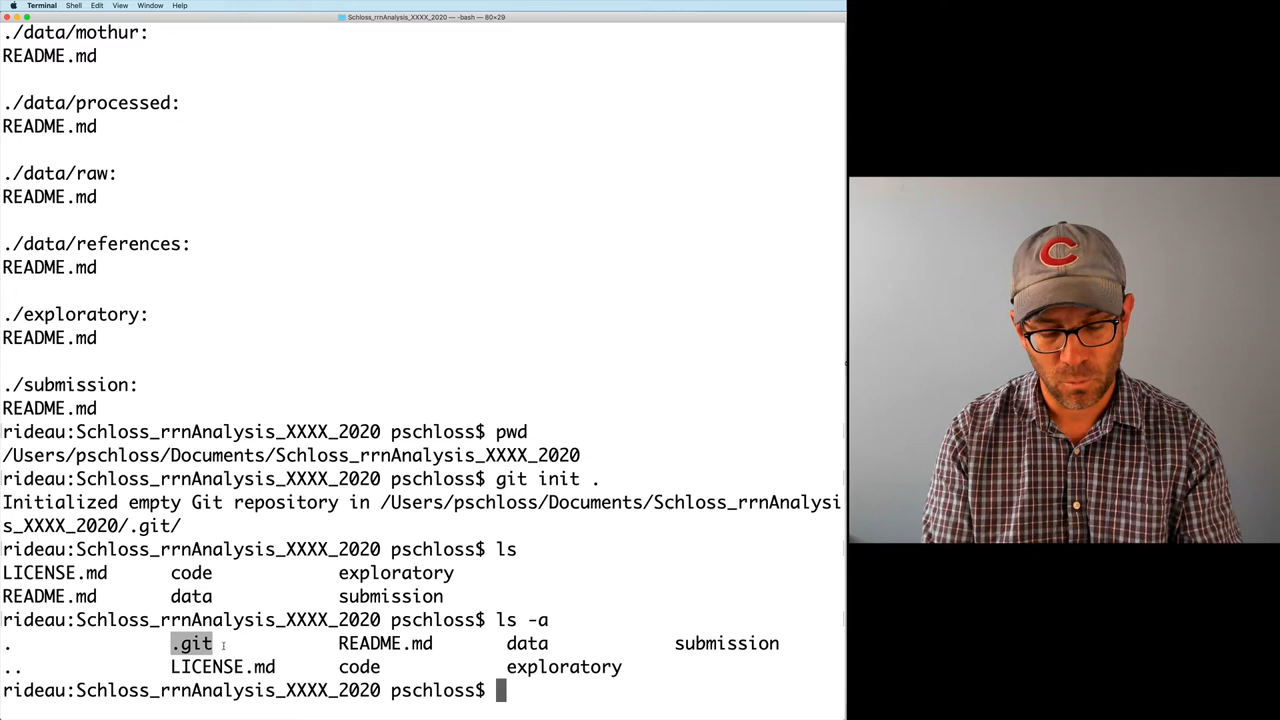 Terminal Shell Edit View Window Help
Schloss_rrnAnalysis_XXXX_2020 — -bash — 80×29
./data/mothur:
README.md
./data/processed:
README.md
./data/raw:
README.md
./data/references:
README.md
./exploratory:
README.md
./submission:
README.md
rideau:Schloss_rrnAnalysis_XXXX_2020 pschloss$ pwd
/Users/pschloss/Documents/Schloss_rrnAnalysis_XXXX_2020
rideau:Schloss_rrnAnalysis_XXXX_2020 pschloss$ git init .
Initialized empty Git repository in /Users/pschloss/Documents/Schloss_rrnAnalysi
s_XXXX_2020/.git/
rideau:Schloss_rrnAnalysis_XXXX_2020 pschloss$ ls
LICENSE.md code exploratory
README.md data submission
rideau:Schloss_rrnAnalysis_XXXX_2020 pschloss$ ls -a
. .git README.md data submission
.. LICENSE.md code exploratory
rideau:Schloss_rrnAnalysis_XXXX_2020 pschloss$
C